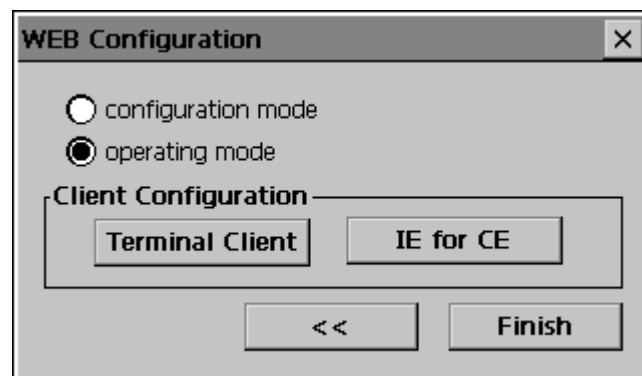 WEB Configuration
configuration mode
operating mode
Client Configuration
Terminal Client IE for CE
<< Finish